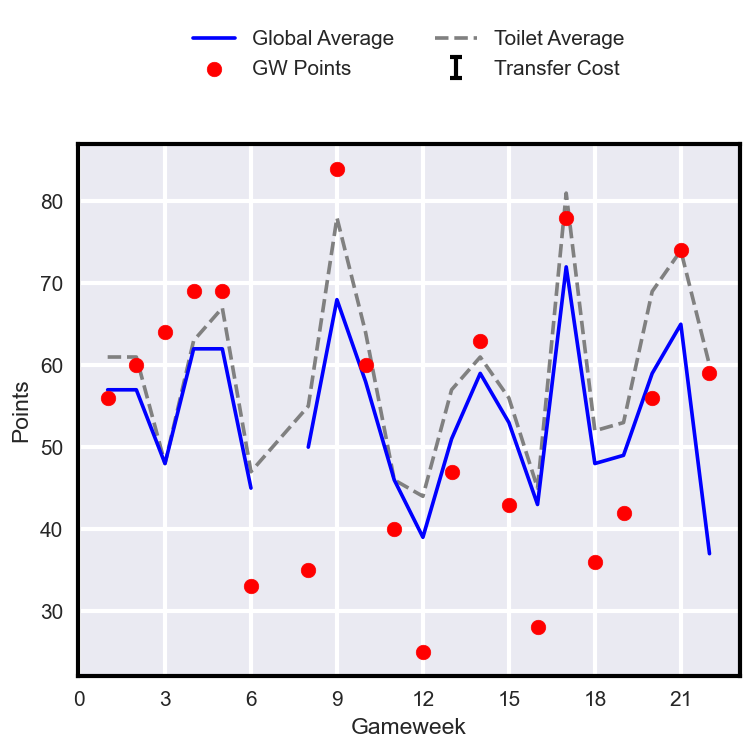 Global Average
GW Points
Toilet Average
Transfer Cost
Points
80
70
60
50
40
30
0 3 6 9 12 15 18 21
Gameweek